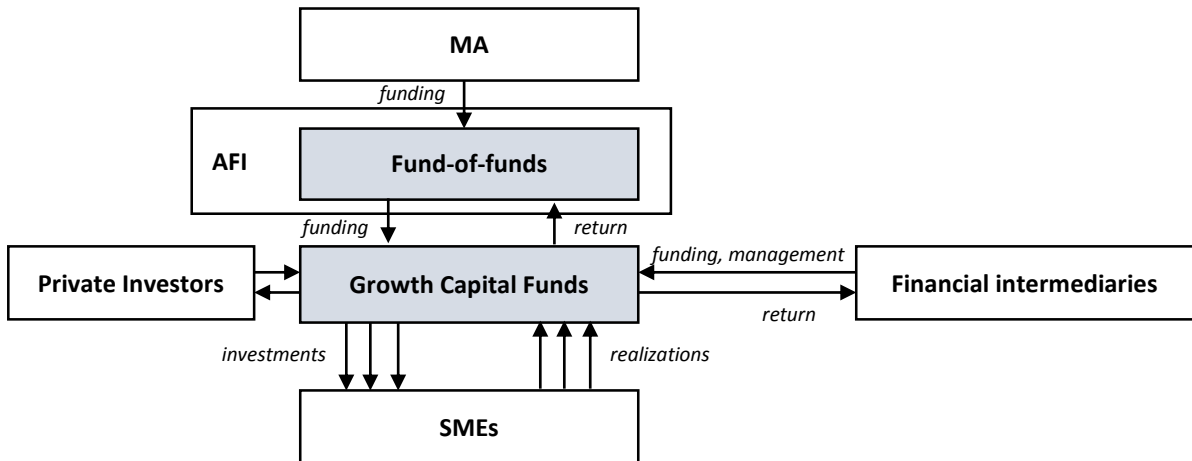 MA
funding
AFI
Fund-of-funds
funding
return
Private Investors
Growth Capital Funds
funding, management
Financial intermediaries
return
investments
realizations
SMEs